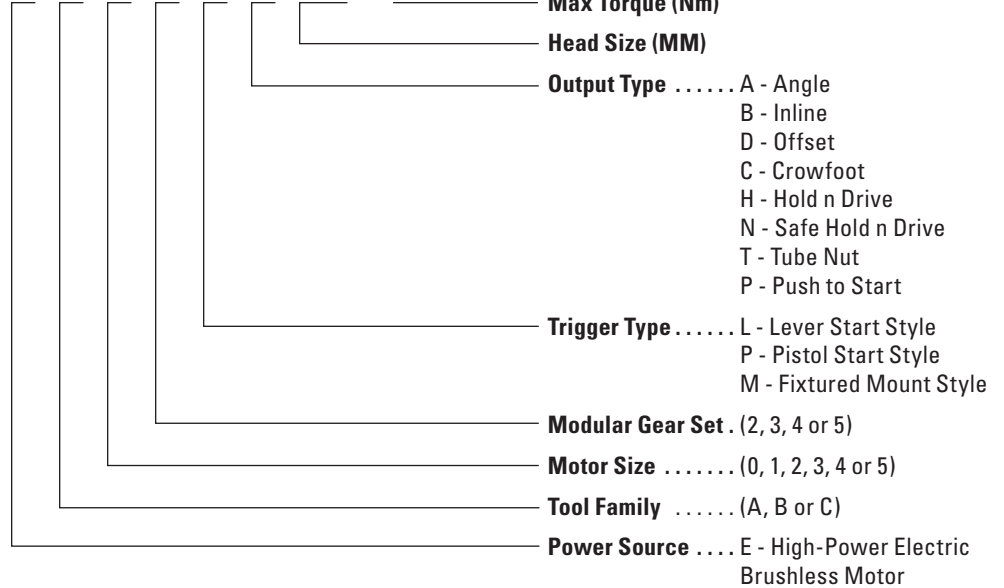 Max Torque (Nm)
Head Size (MM)
Output Type . . . . . . A - Angle
B - Inline
D - Offset
C - Crowfoot
H - Hold n Drive
N - Safe Hold n Drive
T - Tube Nut
P - Push to Start
Trigger Type . . . . . . L - Lever Start Style
P - Pistol Start Style
M - Fixtured Mount Style
Modular Gear Set . (2, 3, 4 or 5)
Motor Size . . . . . . . (0, 1, 2, 3, 4 or 5)
Tool Family . . . . . . (A, B or C)
Power Source . . . . E - High-Power Electric
Brushless Motor